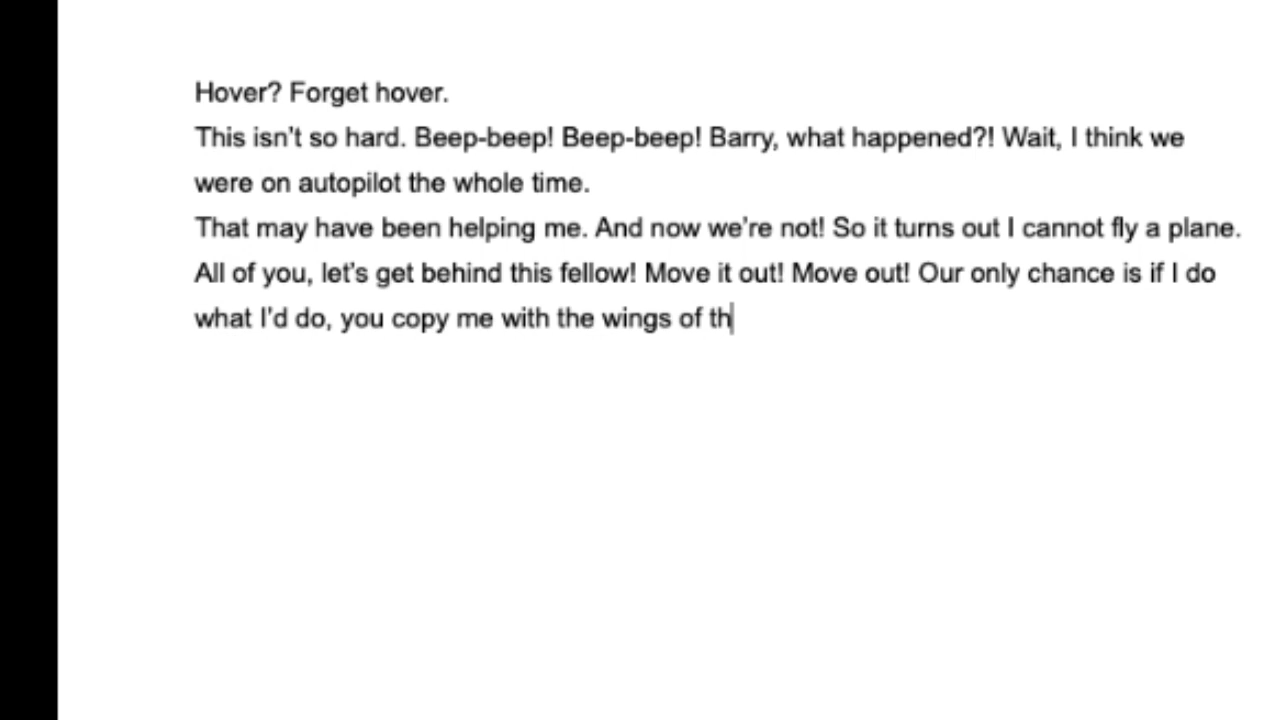 Hover? Forget hover.
This isn't so hard. Beep-beep! Beep-beep! Barry, what happened?! Wait, I think we
were on autopilot the whole time.
That may have been helping me. And now we're not! So it turns out I cannot fly a plane.
All of you, let's get behind this fellow! Move it out! Move out! Our only chance is if I do
what I'd do, you copy me with the wings of th